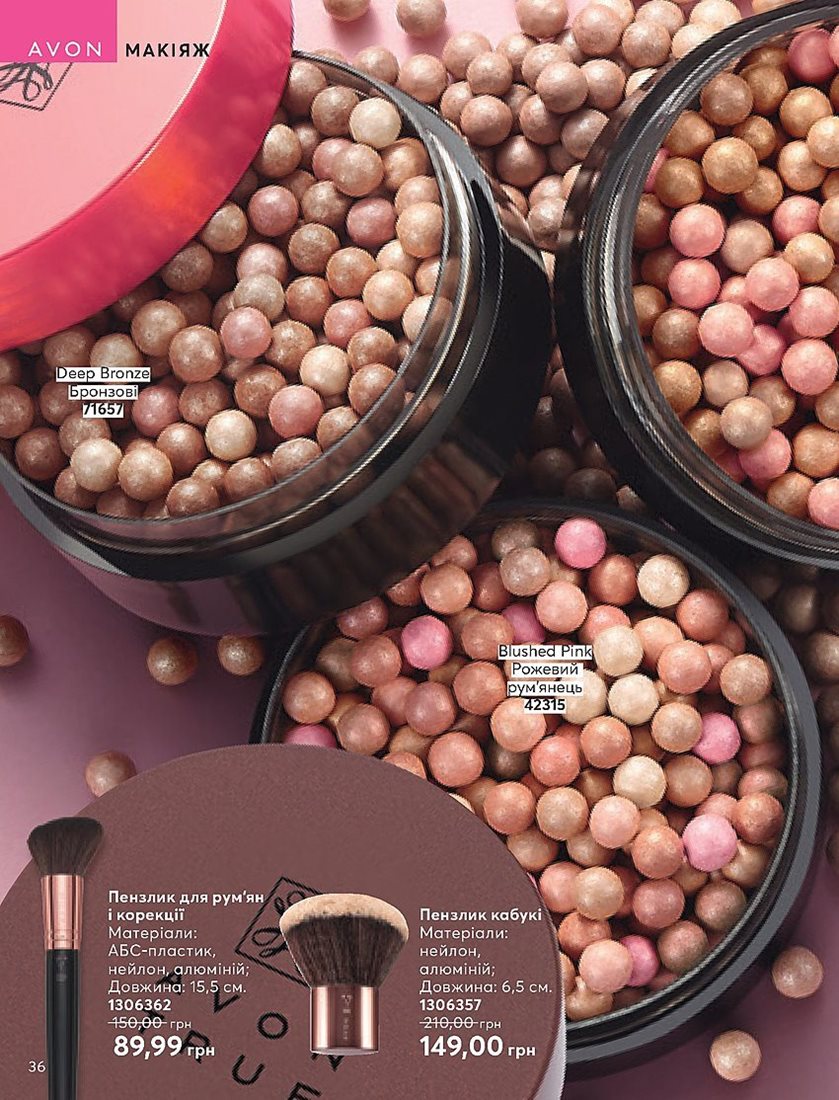 AVON МАКІЯЖ
Deep Bronze
Бронзові
71657
Blushed Pink
Рожевий
рум'янець
42315
Пензлик для рум'ян
і корекції
Матеріали:
АБС-пластик,
нейлон, алюміній;
Довжина: 15,5 см.
1306362
150,00 грн
89,99 грн
Пензлик кабукі
Матеріали:
нейлон,
алюміній;
Довжина: 6,5 см.
1306357
210,00 грн
149,00 грн
AVON
TRUE
36